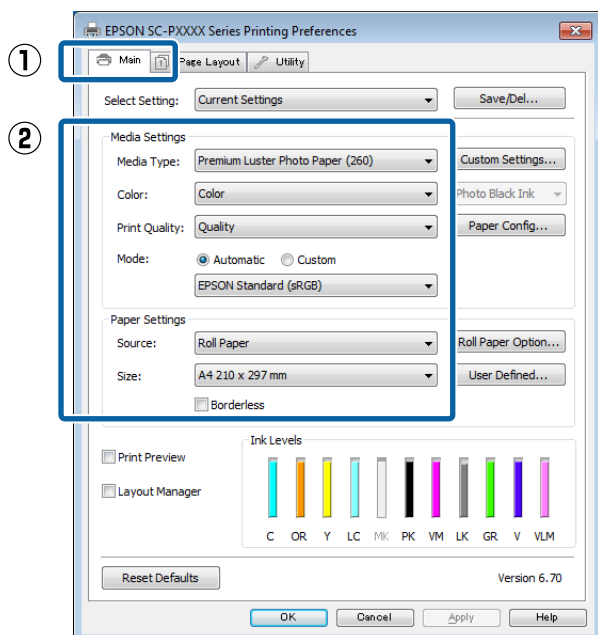 EPSON SC-PXXXX Series Printing Preferences
① Main Page Layout Utility
Select Setting: Current Settings Save/Del...
②
Media Settings
Media Type: Premium Luster Photo Paper (260) Custom Settings...
Color: Color Photo Black Ink
Print Quality: Quality Paper Config...
Mode: Automatic Custom
EPSON Standard (sRGB)
Paper Settings
Source: Roll Paper Roll Paper Option...
Size: A4 210 x 297 mm User Defined...
Borderless
Ink Levels
Print Preview
Layout Manager
C OR Y LC MK PK VM LK GR V VLM
Reset Defaults Version 6.70
OK Cancel Apply Help